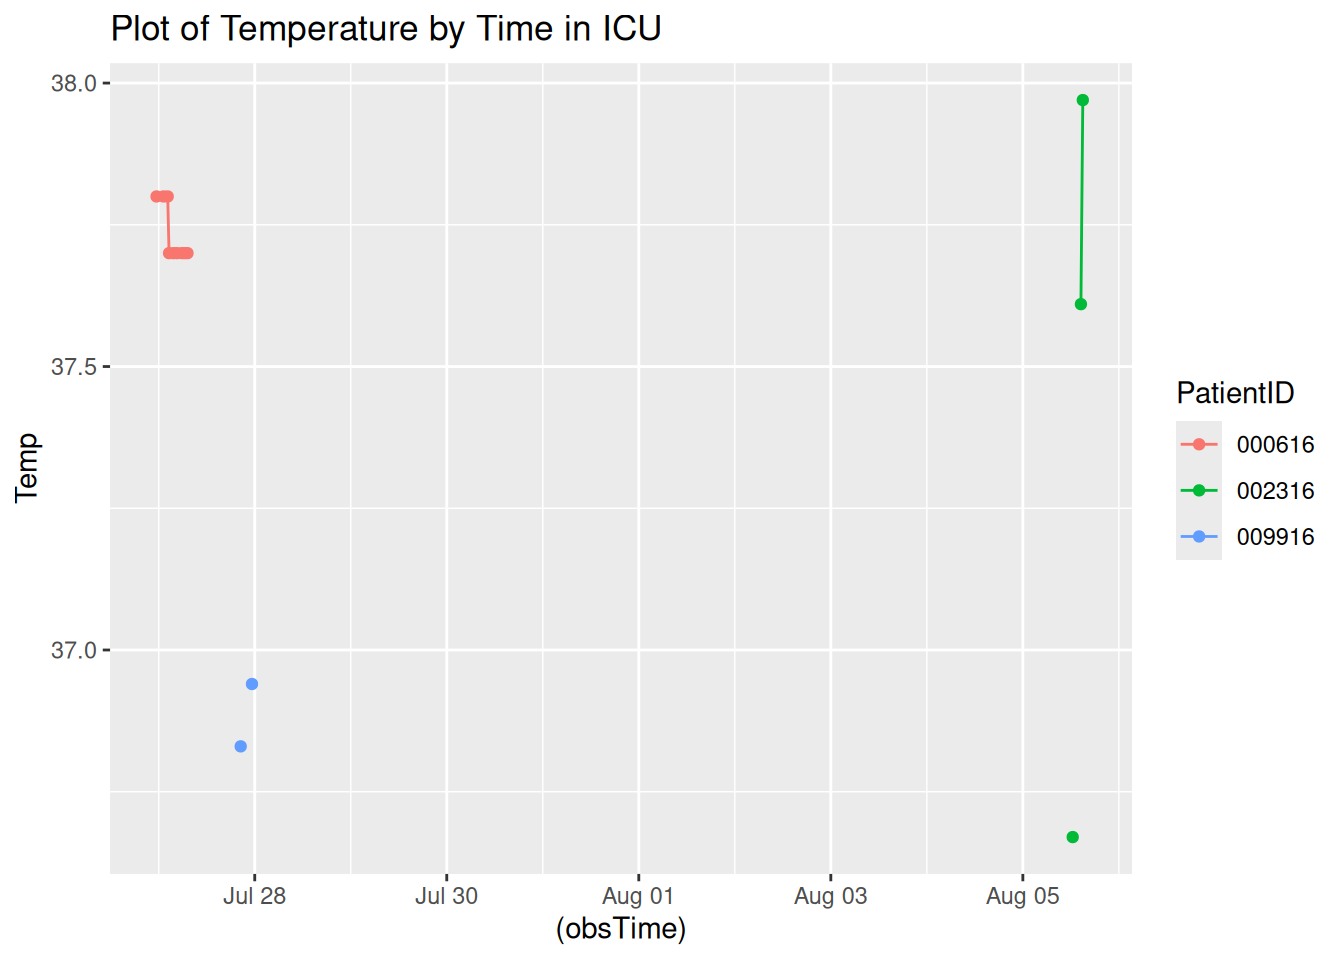 Plot of Temperature by Time in ICU
38.0
37.5
37.0
Temp
Jul 28
Jul 30
Aug 01
Aug 03
Aug 05
(obsTime)
PatientID
000616
002316
009916